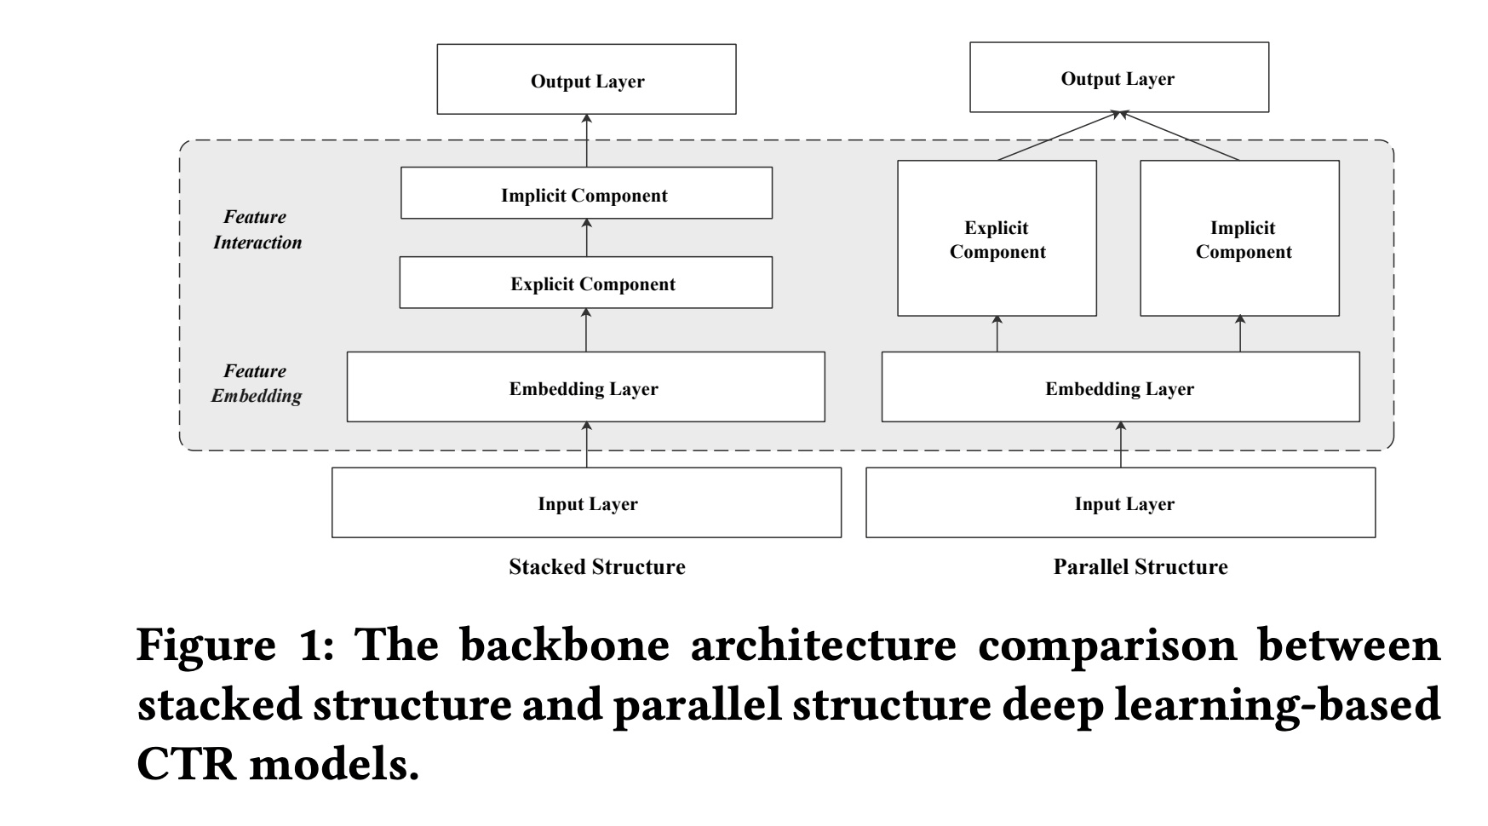 Output Layer
Implicit Component
Explicit Component
Embedding Layer
Input Layer
Stacked Structure
Output Layer
Explicit
Component
Implicit
Component
Embedding Layer
Input Layer
Parallel Structure
Feature
Interaction
Feature
Embedding
Figure 1: The backbone architecture comparison between
stacked structure and parallel structure deep learning-based
CTR models.